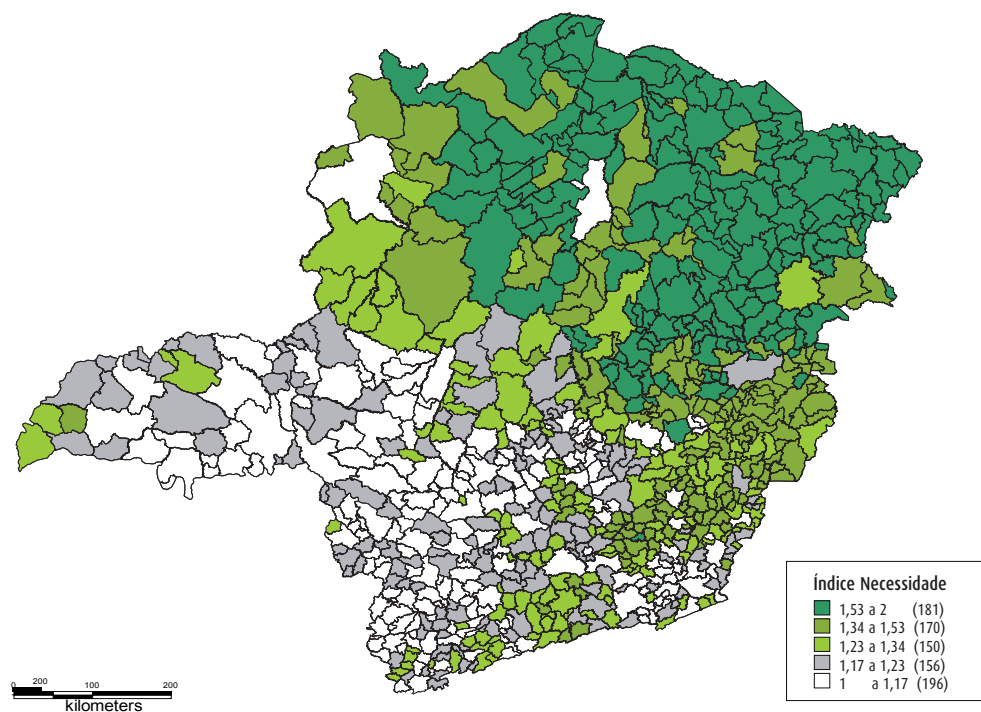 Índice Necessidade
1,53 a 2 (181)
1,34 a 1,53 (170)
1,23 a 1,34 (150)
1,17 a 1,23 (156)
1 a 1,17 (196)
200
0 100 200
kilometers